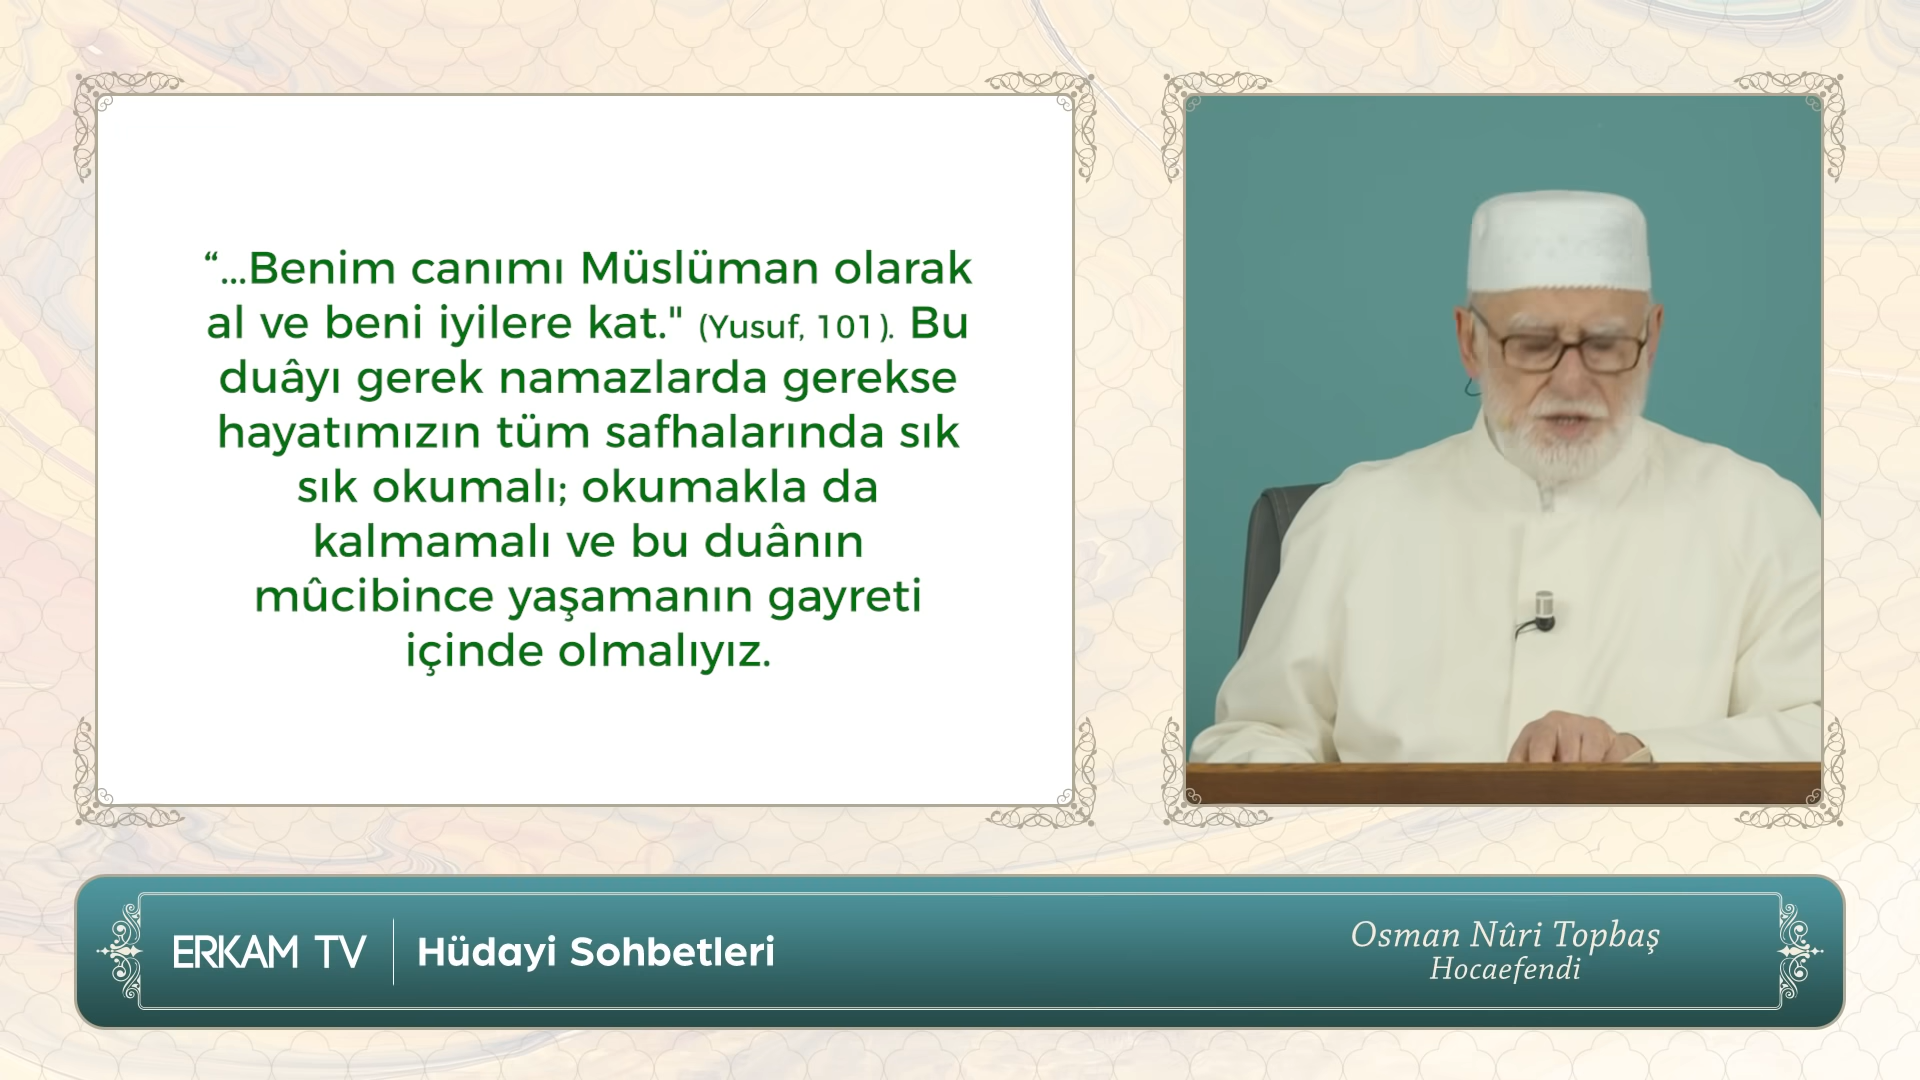 “...Benim canımı Müslüman olarak
al ve beni iyilere kat." (Yusuf, 101). Bu
duâyı gerek namazlarda gerekse
hayatımızın tüm safhalarında sık
sık okumalı; okumakla da
kalmamalı ve bu duânın
mûcibince yaşamanın gayreti
içinde olmalıyız.
ERKAM TV
Hüdayi Sohbetleri
Osman Nûri Topbaş
Hocaefendi